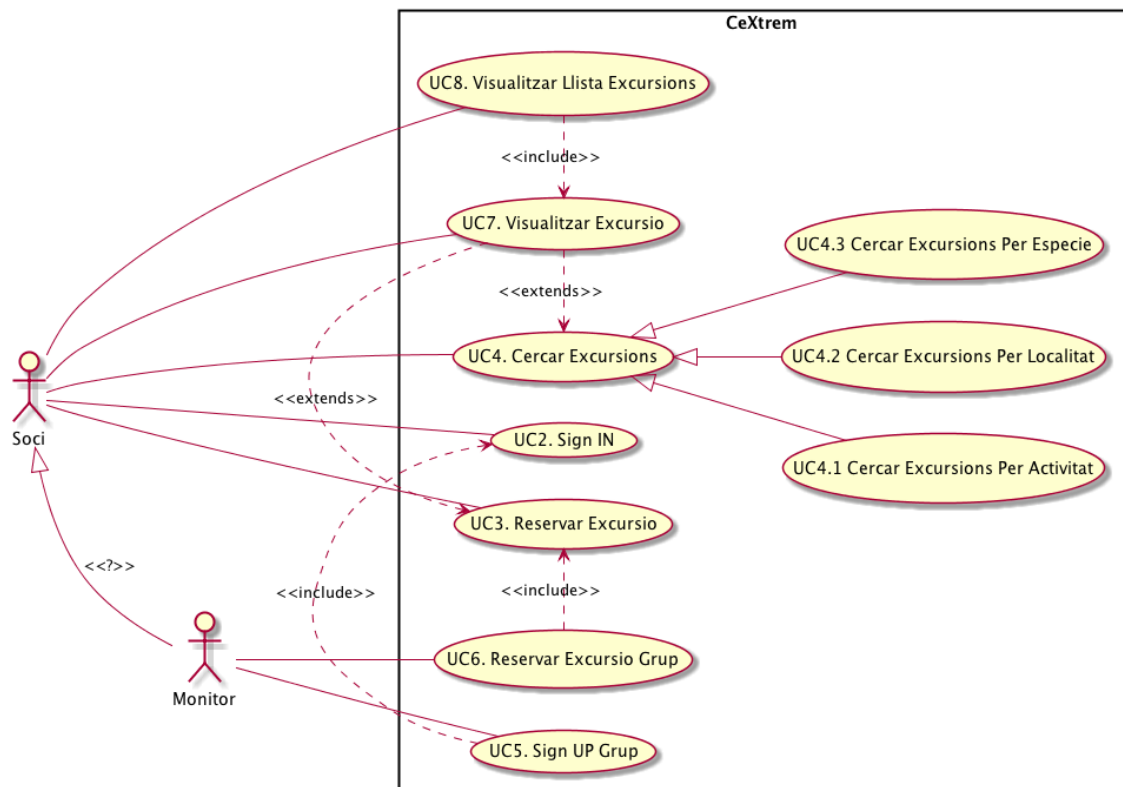 CeXtrem
UC8. Visualitzar Llista Excursions
<<include>>
UC7. Visualitzar Excursio
UC4.3 Cercar Excursions Per Especie
<<extends>>
UC4. Cercar Excursions
UC4.2 Cercar Excursions Per Localitat
<<extends>>
Soci
UC2. Sign IN
UC4.1 Cercar Excursions Per Activitat
UC3. Reservar Excursio
<<?>>
<<include>>
<<include>>
Monitor
UC6. Reservar Excursio Grup
UC5. Sign UP Grup